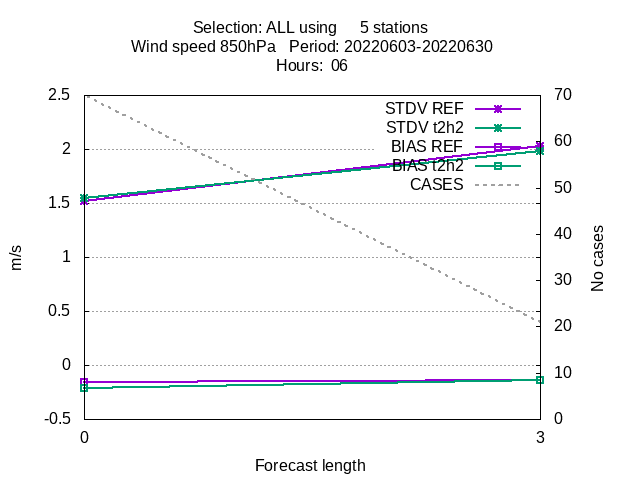 Selection: ALL using 5 stations
Wind speed 850hPa Period: 20220603-20220630
Hours: 06
2.5
2
1.5
1
0.5
0
-0.5
m/s
STDV REF
STDV t2h2
BIAS REF
BIAS t2h2
CASES
70
60
50
40
30
20
10
0
No cases
0 3
Forecast length